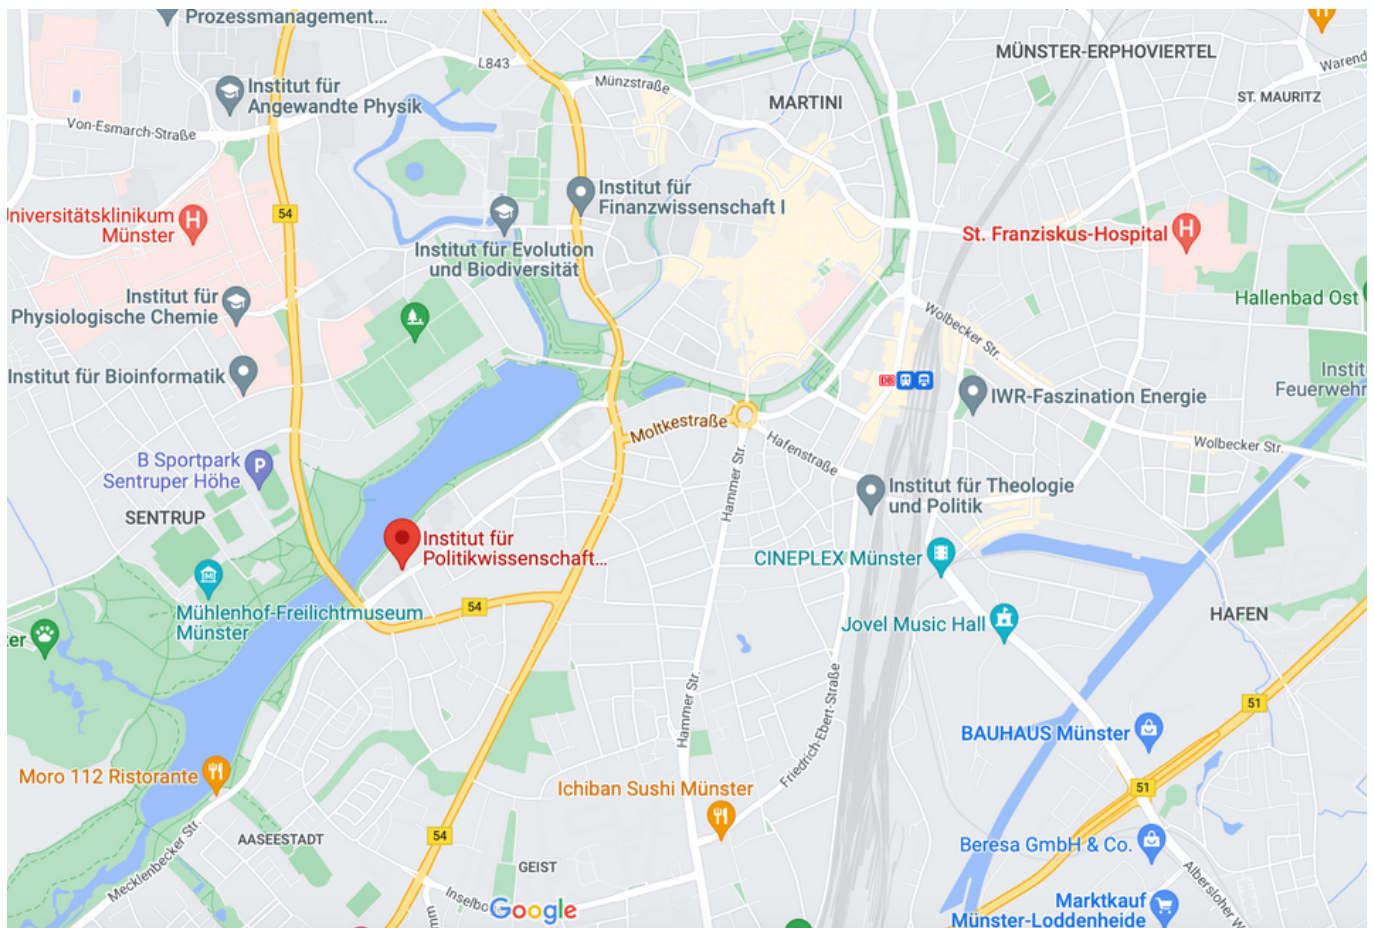 Prozessmanagement...
L843
MÜNSTER-ERPHOVIERTEL
Warend
Institut für
Angewandte Physik
Münzstraße
MARTINI
ST. MAURITZ
Von-Esmarch-Straße
54
Institut für
Finanzwissenschaft I
Universitätsklinikum
Münster
H
Institut für Evolution
und Biodiversität
St. Franziskus-Hospital
H
Institut für
Physiologische Chemie
Hallenbad Ost
Wolbecker Str.
Institut für Bioinformatik
DB
IWR-Faszination Energie
Instit
Feuerwehr
Moltkestraße
Hafenstraße
Wolbecker Str.
B Sportpark
Sentruper Höhe
P
Hammer Str.
Institut für Theologie
und Politik
SENTRUP
Institut für
Politikwissenschaft...
CINEPLEX Münster
M
Mühlenhof-Freilichtmuseum
Münster
54
HAFEN
Jovel Music Hall
ter
Hammer Str.
Friedrich-Ebert-Straße
51
BAUHAUS Münster
Moro 112 Ristorante
Ichiban Sushi Münster
51
54
AASEESTADT
Mecklenbecker Str.
Beresa GmbH & Co.
GEIST
Albersloher W
Inselbo
Google
Marktkauf
Münster-Loddenheide